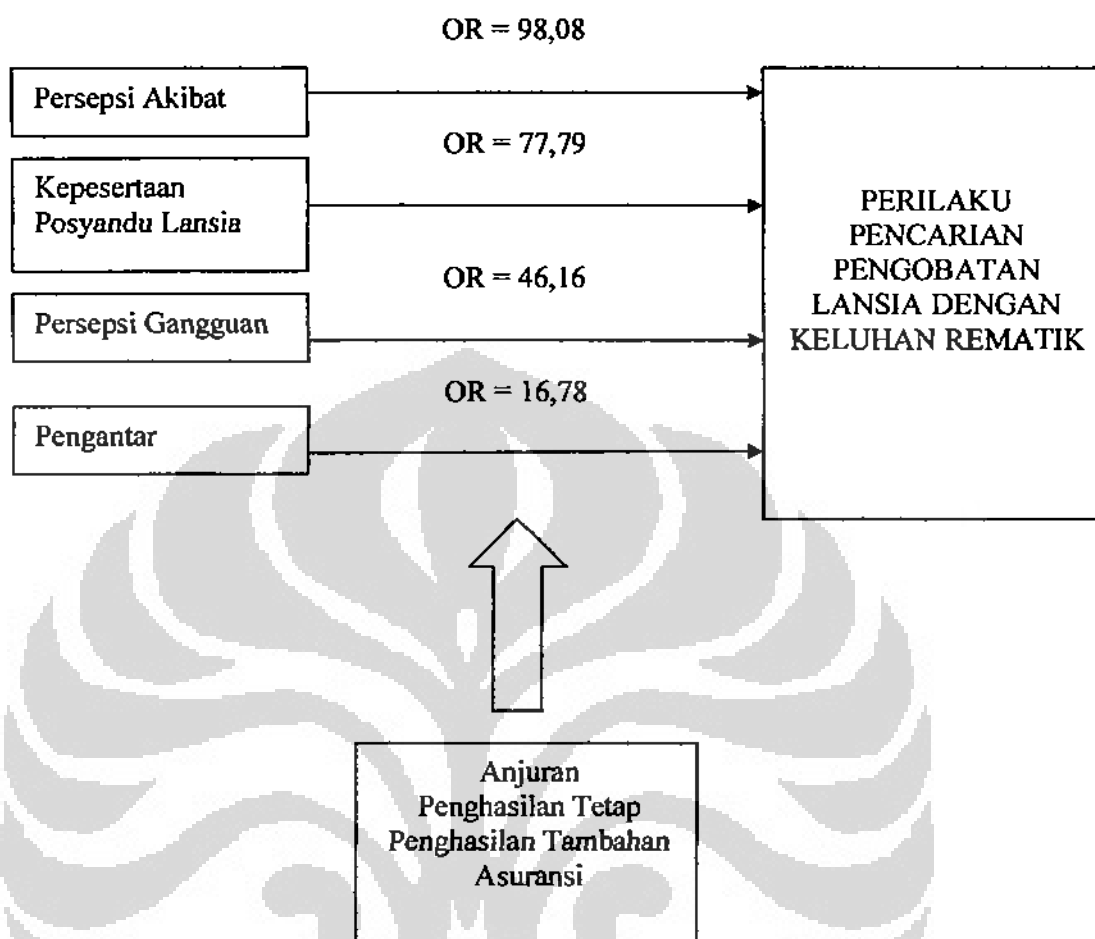 OR = 98,08
Persepsi Akibat
OR = 77,79
Kepesertaan
Posyandu Lansia
OR = 46,16
Persepsi Gangguan
OR = 16,78
Pengantar
PERILAKU
PENCARIAN
PENGOBATAN
LANSIA DENGAN
KELUHAN REMATIK
Anjuran
Penghasilan Tetap
Penghasilan Tambahan
Asuransi